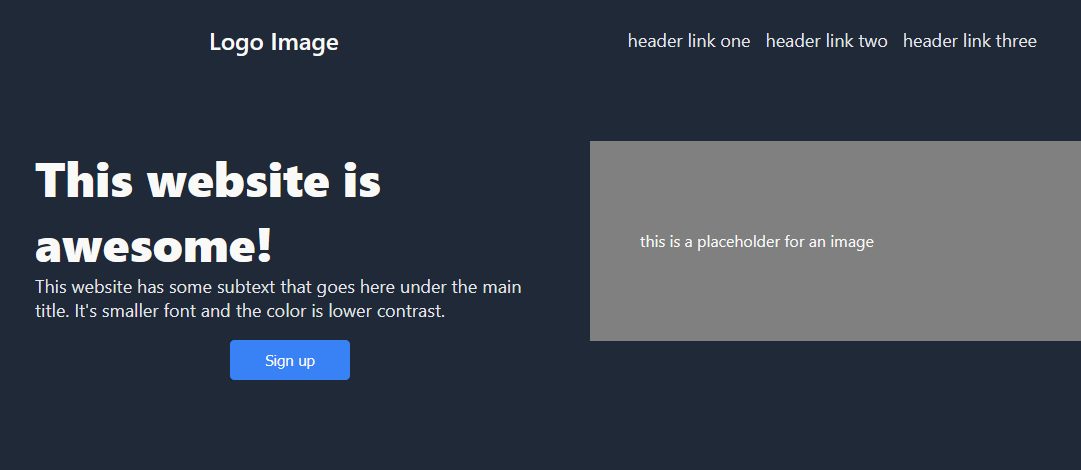 Logo Image
header link one header link two header link three
This website is
awesome!
This website has some subtext that goes here under the main
title. It's smaller font and the color is lower contrast.
Sign up
this is a placeholder for an image